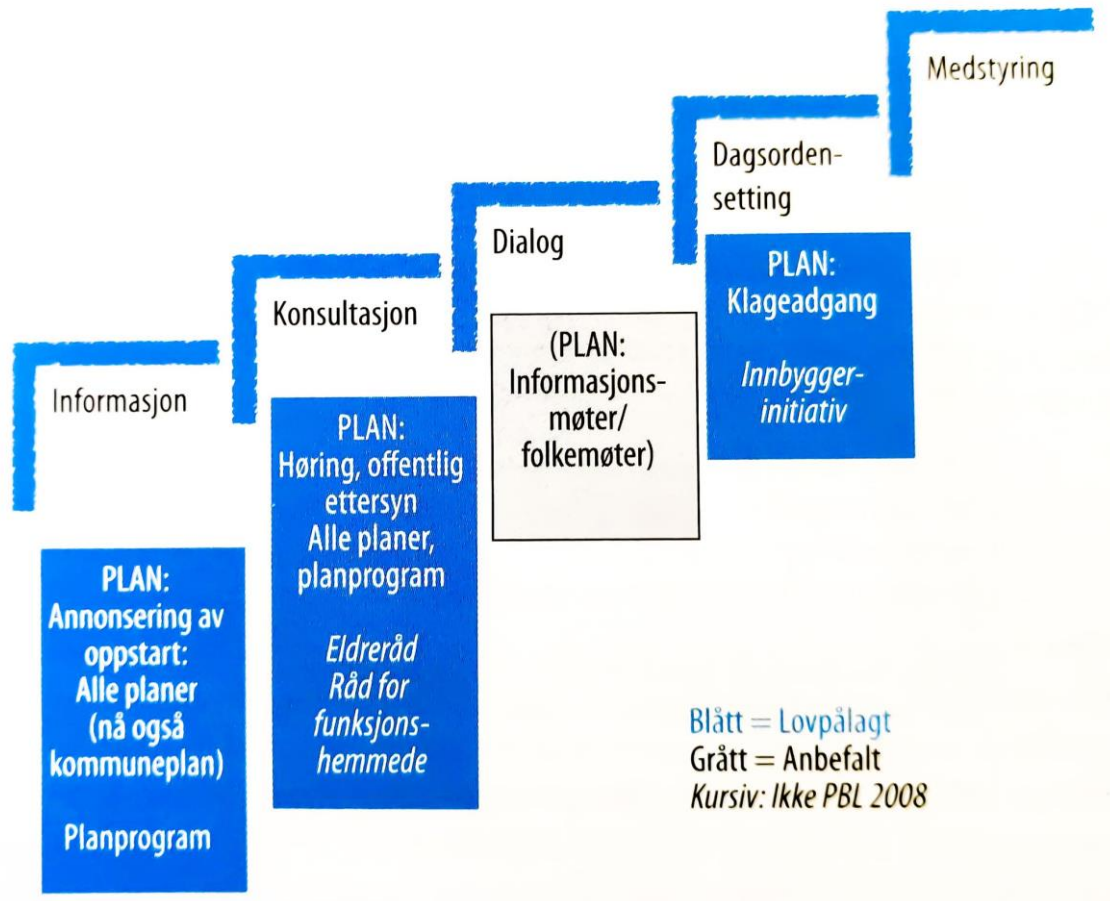 Informasjon
PLAN:
Annonsering av
oppstart:
Alle planer
(nå også
kommuneplan)
Planprogram
Konsultasjon
PLAN:
Høring, offentlig
ettersyn
Alle planer,
planprogram
Eldreråd
Råd for
funksjons-
hemmede
Dialog
(PLAN:
Informasjons-
møter/
folkemøter)
Dagsorden-
setting
PLAN:
Klageadgang
Innbygger-
initiativ
Medstyring
Blått = Lovpålagt
Grått = Anbefalt
Kursiv: Ikke PBL 2008